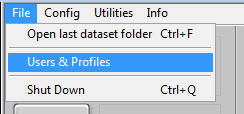 File Config Utilities Info
Open last dataset folder Ctrl+F
Users & Profiles
Shut Down Ctrl+Q